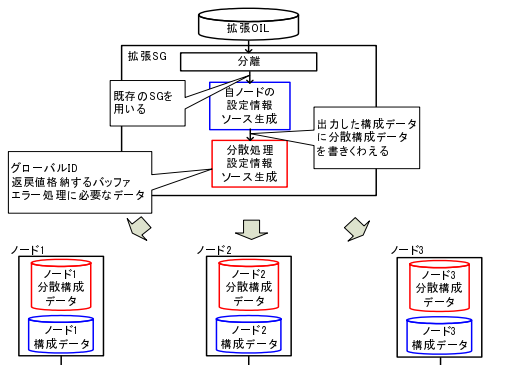 拡張OIL
拡張SG
分離
既存のSGを
用いる
自ノードの
設定情報
ソース生成
出力した構成データ
に分散構成データ
を書きくわえる
分散処理
設定情報
ソース生成
グローバルID
返戻値格納するバッファ
エラー処理に必要なデータ
ノード1
ノード2
ノード3
ノード1
分散構成
データ
ノード2
分散構成
データ
ノード3
分散構成
データ
ノード1
構成データ
ノード2
構成データ
ノード3
構成データ